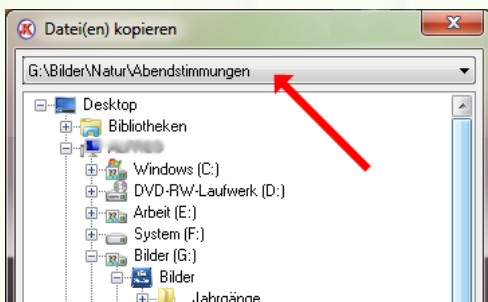 Datei(en) kopieren
G:\Bilder\Natur\Abendstimmungen
Desktop
Bibliotheken
Windows (C:)
DVD-RW-Laufwerk (D:)
Arbeit (E:)
System (F:)
Bilder (G:)
Bilder
Jahrgänge